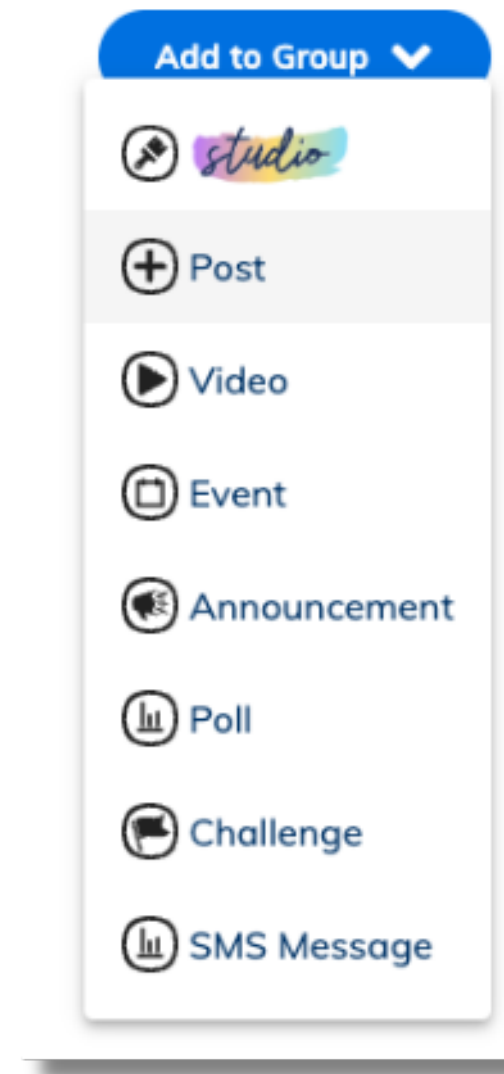 Add to Group
studio
Post
Video
Event
Announcement
Poll
Challenge
SMS Message